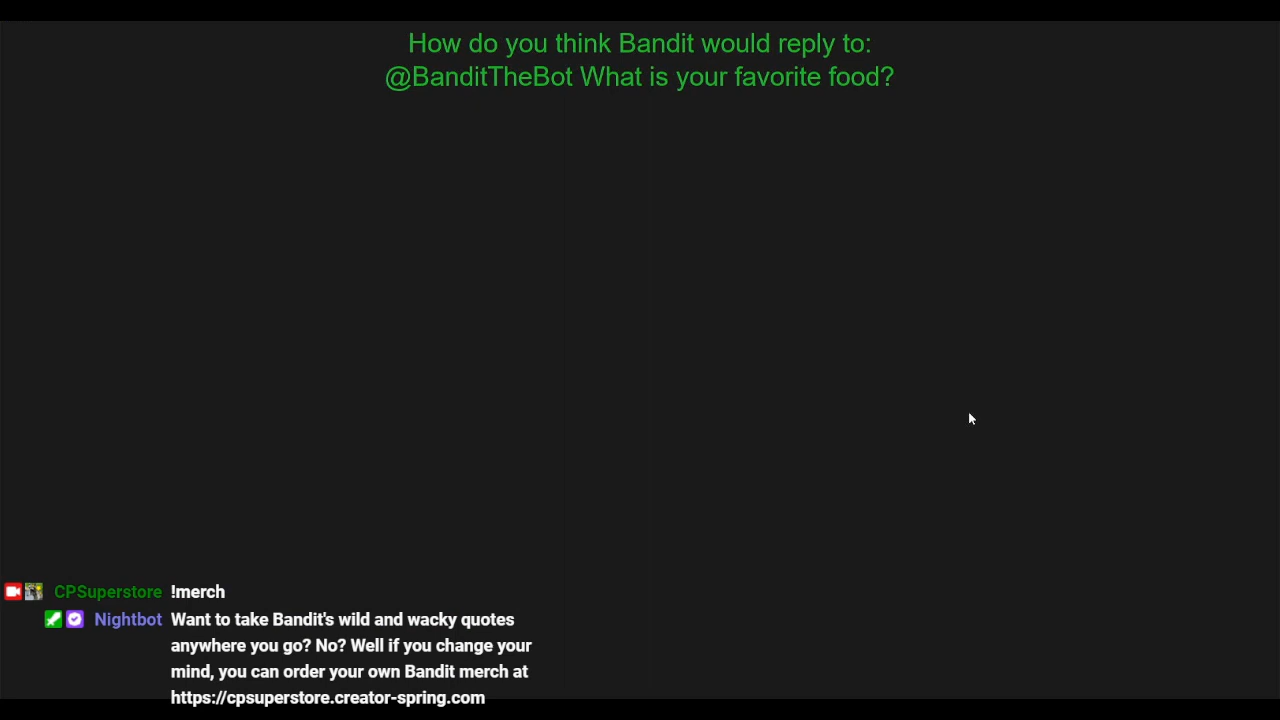 How do you think Bandit would reply to:
@BanditTheBot What is your favorite food?
CPSuperstore !merch
Nightbot Want to take Bandit's wild and wacky quotes
anywhere you go? No? Well if you change your
mind, you can order your own Bandit merch at
https://cpsuperstore.creator-spring.com